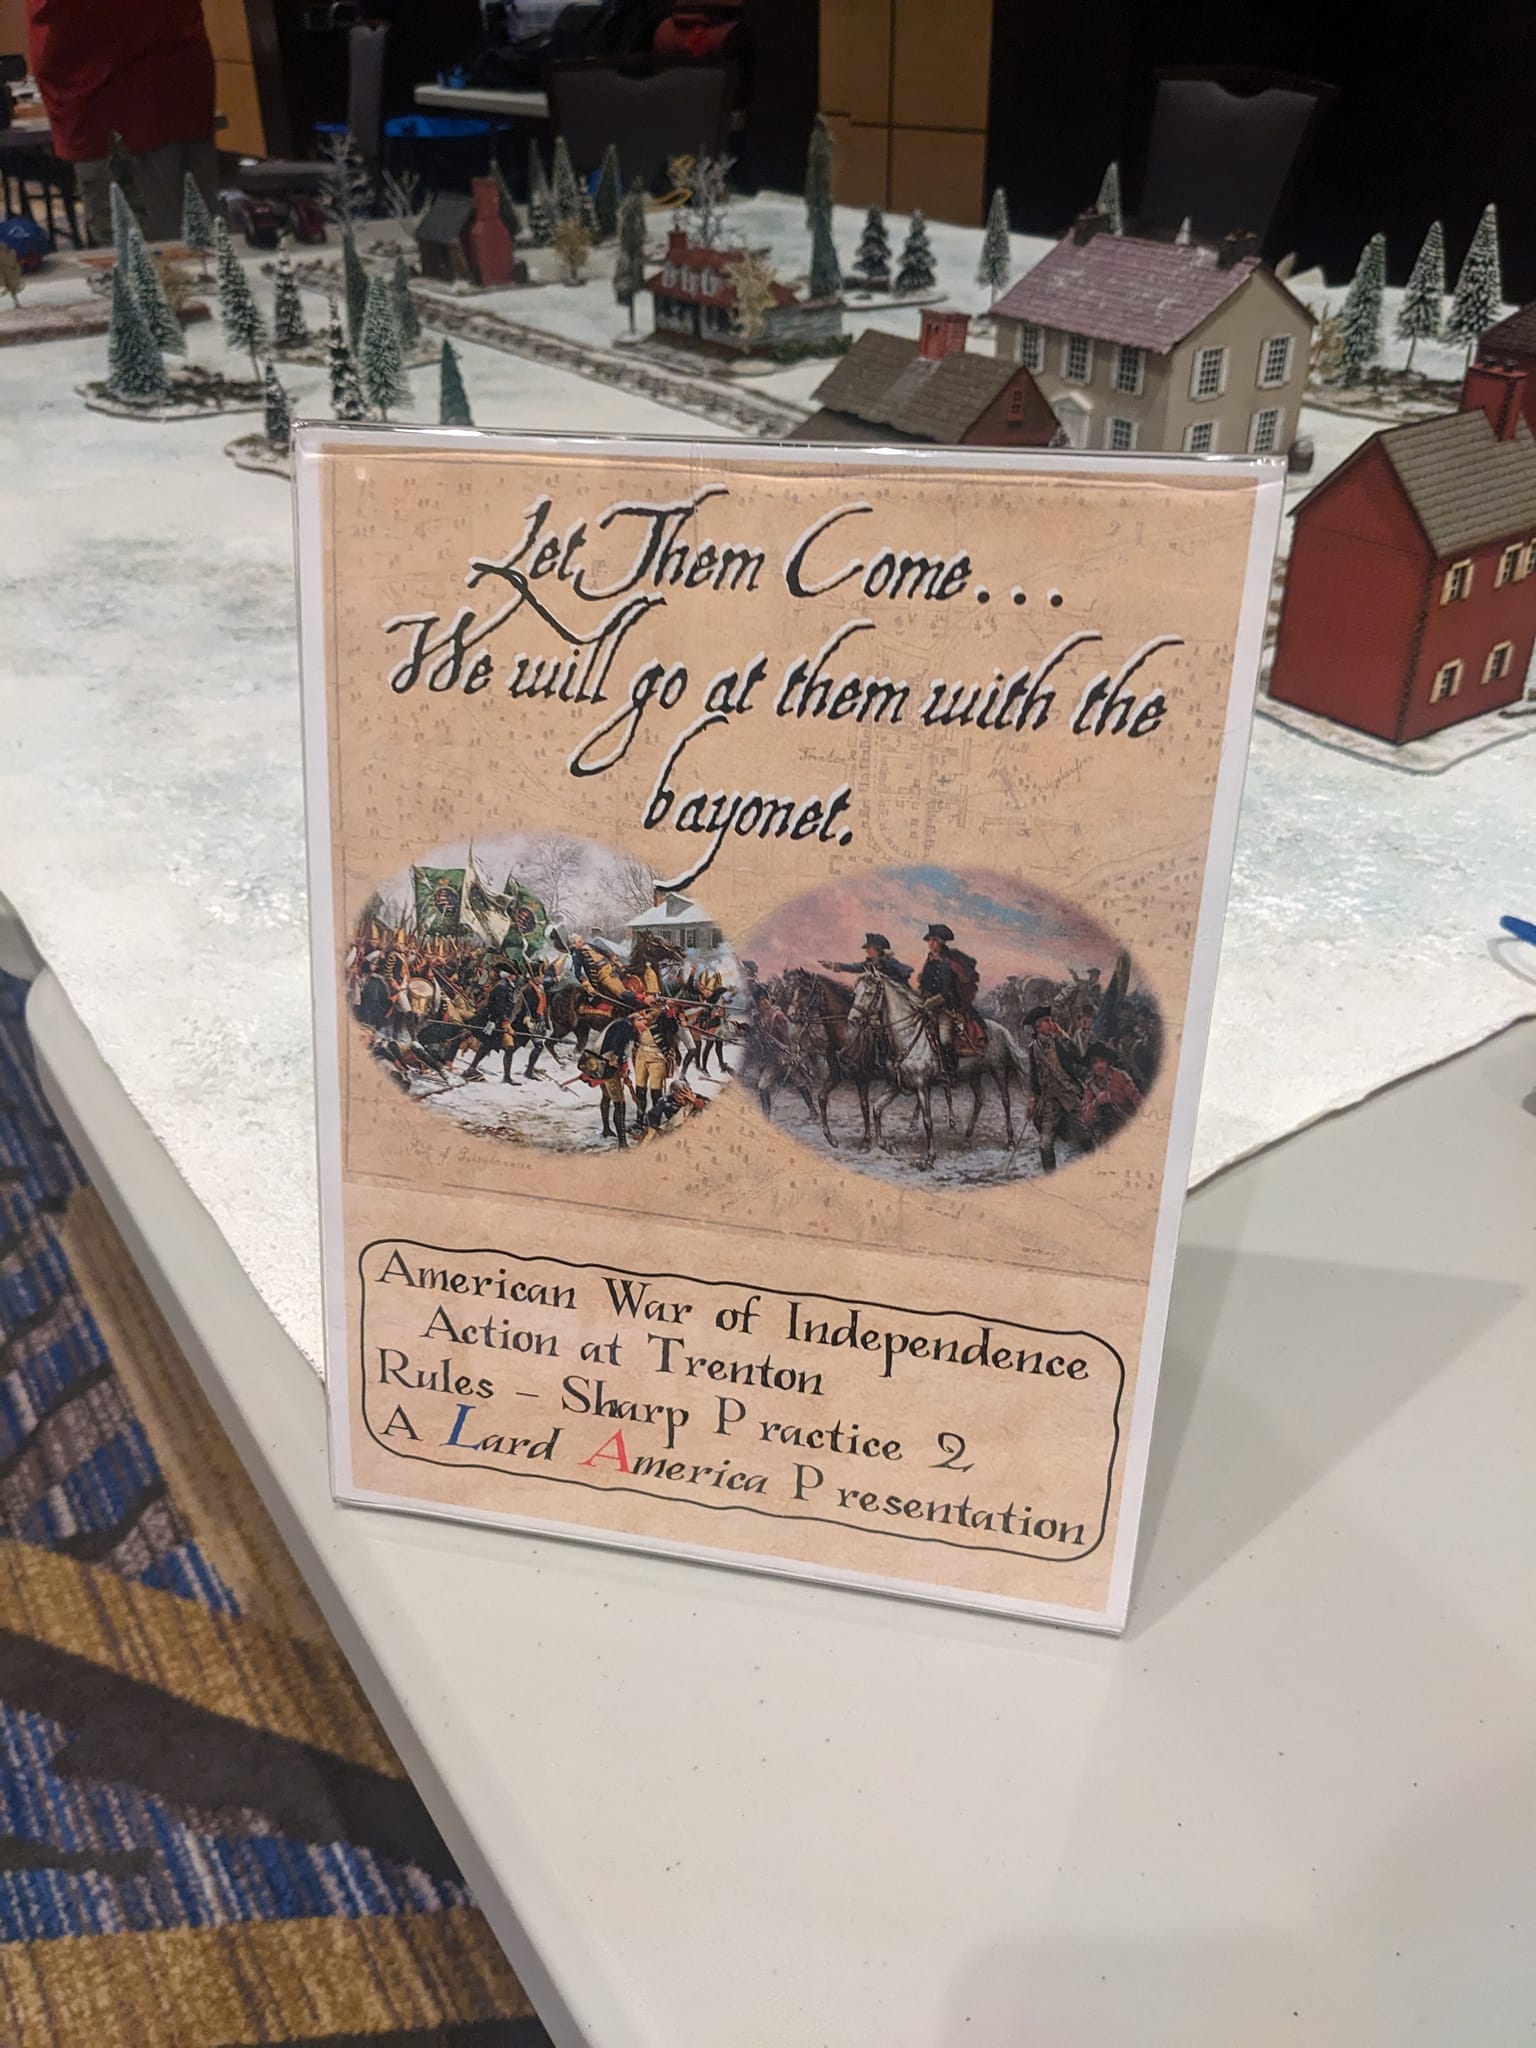 Let Them Come...
We will go at them with the
bayonet.
American War of Independence
Action at Trenton
Rules - Sharp Practice 2
A Lard America Presentation